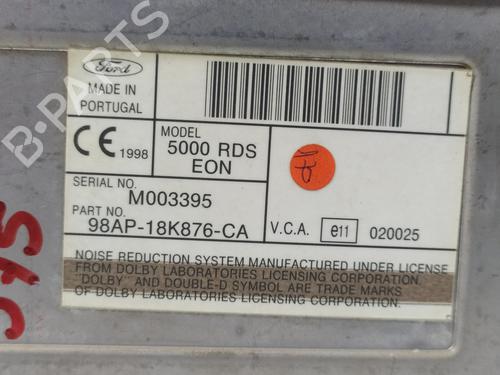 Ford
MADE IN
PORTUGAL
CE 1998
MODEL
5000 RDS
EON
SERIAL NO.
M003395
PART NO.
98AP-18K876-CA
V.C.A. e11 020025
NOISE REDUCTION SYSTEM MANUFACTURED UNDER LICENSE
FROM DOLBY LABORATORIES LICENSING CORPORATION.
"DOLBY" AND DOUBLE-D SYMBOL ARE TRADE MARKS
OF DOLBY LABORATORIES LICENSING CORPORATION.
B-PARTS